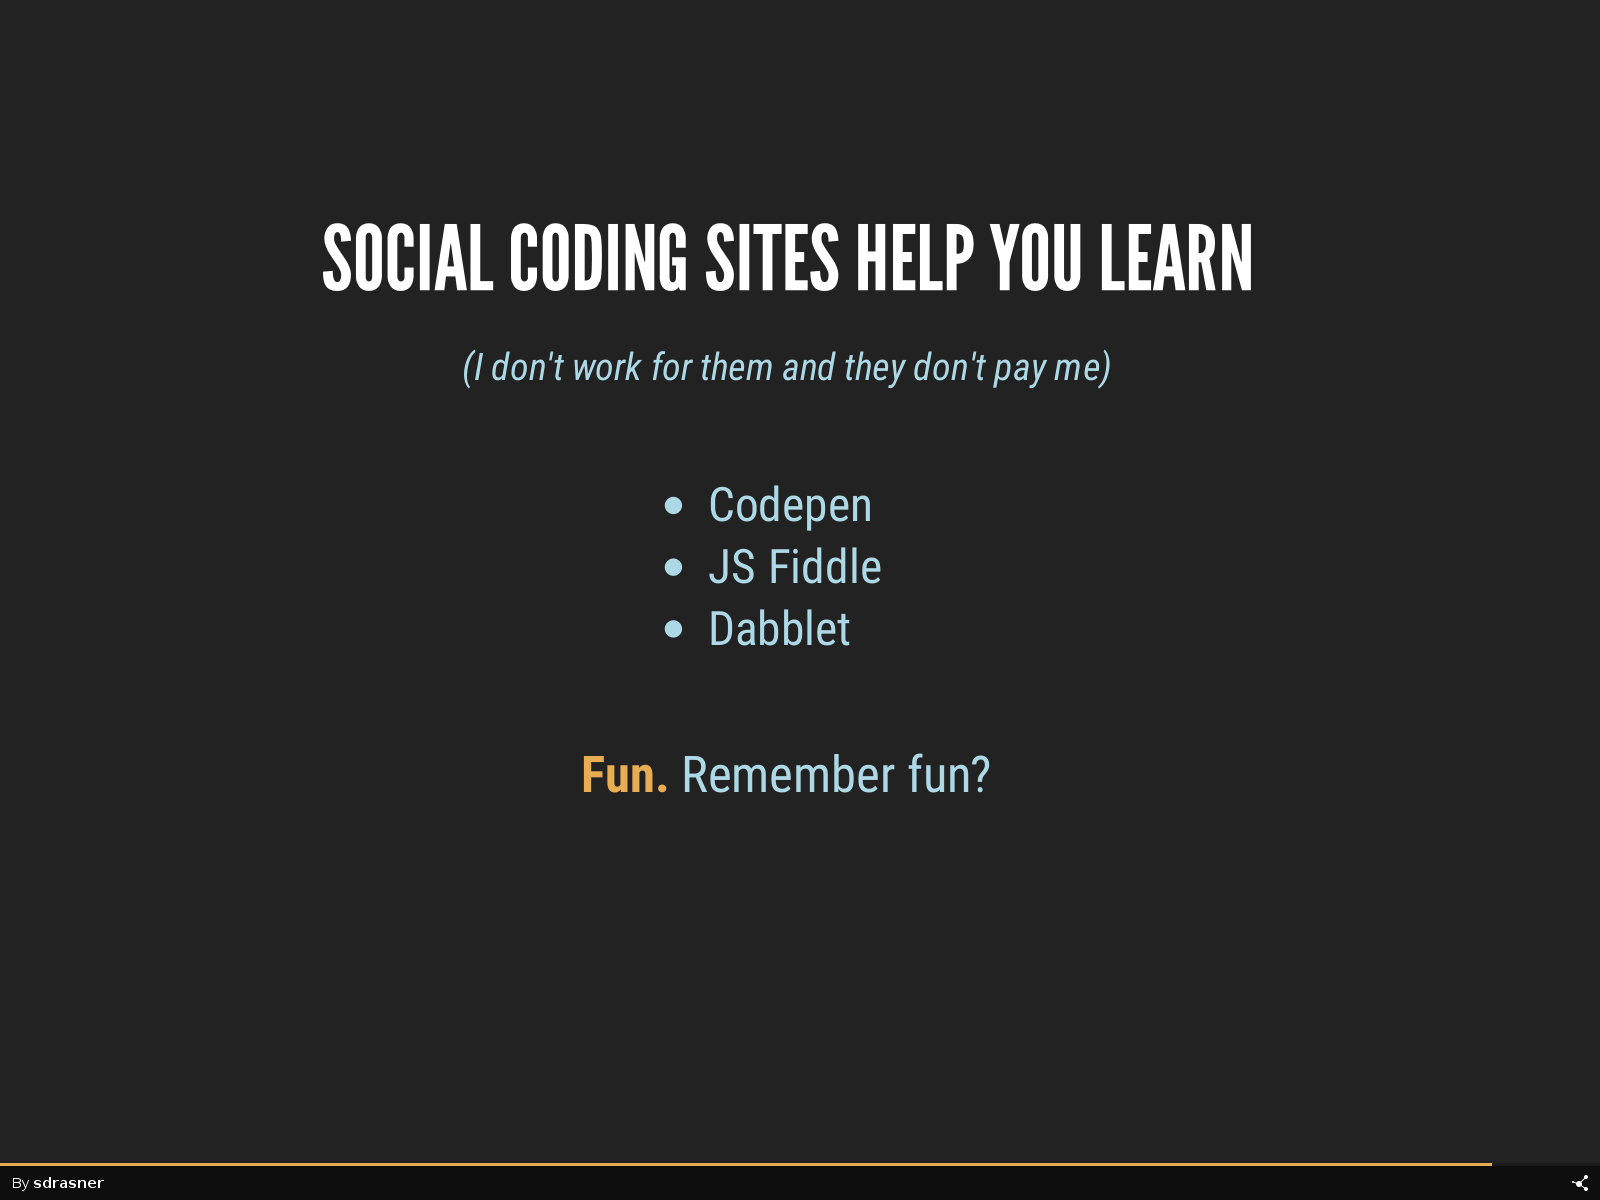 SOCIAL CODING SITES HELP YOU LEARN
(I don't work for them and they don't pay me)
• Codepen
• JS Fiddle
• Dabblet
Fun. Remember fun?
By sdrasner